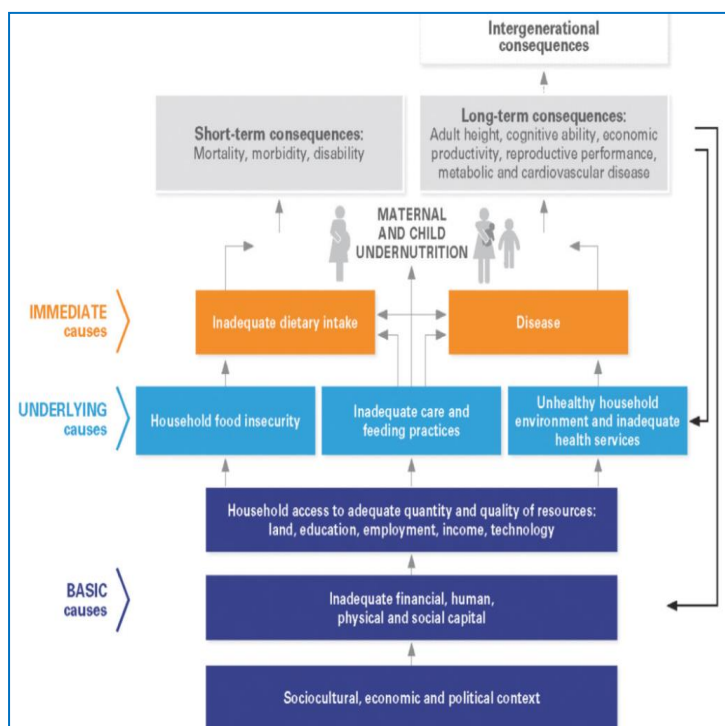 Intergenerational
consequences
Short-term consequences:
Mortality, morbidity, disability
Long-term consequences:
Adult height, cognitive ability, economic
productivity, reproductive performance,
metabolic and cardiovascular disease
MATERNAL
AND CHILD
UNDERNUTRITION
IMMEDIATE
causes
Inadequate dietary intake
Disease
UNDERLYING
causes
Household food insecurity
Inadequate care and
feeding practices
Unhealthy household
environment and inadequate
health services
Household access to adequate quantity and quality of resources:
land, education, employment, income, technology
BASIC
causes
Inadequate financial, human,
physical and social capital
Sociocultural, economic and political context